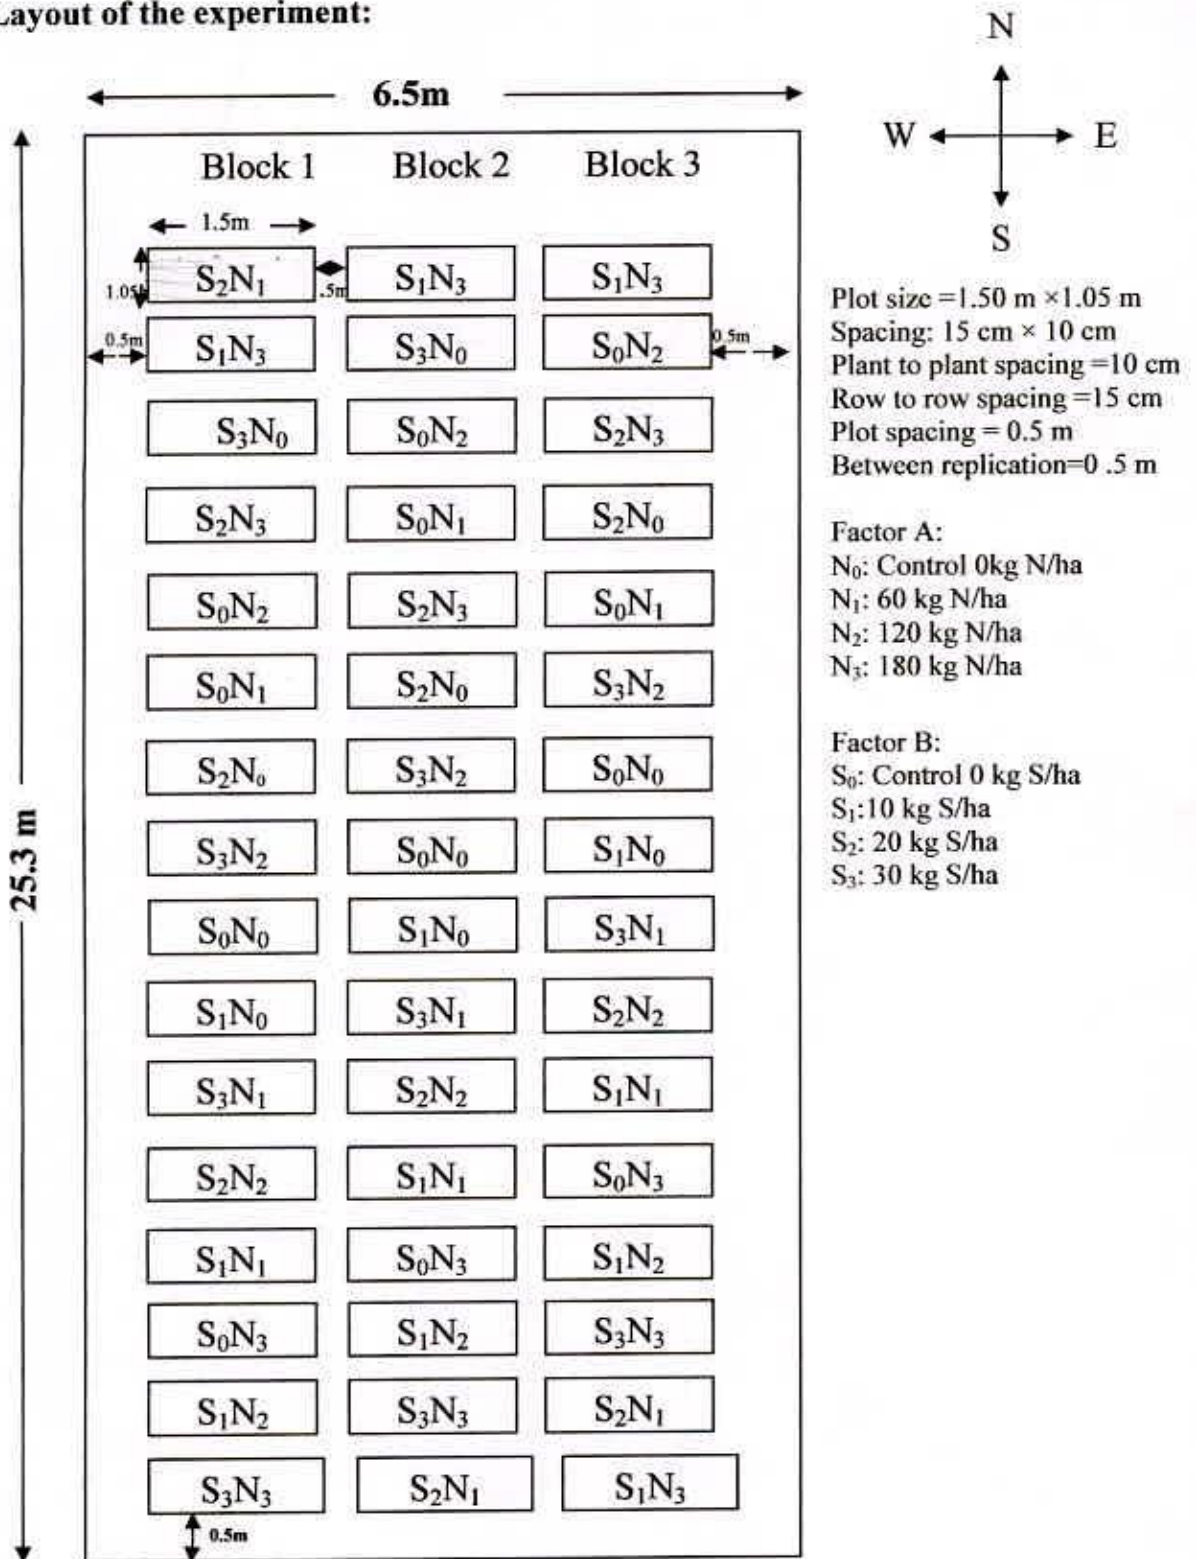 Layout of the experiment:
N
6.5m
W E
Block 1 Block 2 Block 3
S
1.5m
S₂N₁ .5m S₁N₃ S₁N₃
1.05
Plot size =1.50 m ×1.05 m
0.5m S₁N₃ S₃N₀ S₀N₂ 0.5m
Spacing: 15 cm × 10 cm
Plant to plant spacing =10 cm
Row to row spacing =15 cm
S₃N₀ S₀N₂ S₂N₃
Plot spacing = 0.5 m
Between replication=0 .5 m
S₂N₃ S₀N₁ S₂N₀
Factor A:
N₀: Control 0kg N/ha
S₀N₂ S₂N₃ S₀N₁
N₁: 60 kg N/ha
N₂: 120 kg N/ha
N₃: 180 kg N/ha
S₀N₁ S₂N₀ S₃N₂
Factor B:
S₂N₀ S₃N₂ S₀N₀
S₀: Control 0 kg S/ha
S₁:10 kg S/ha
S₂: 20 kg S/ha
S₃N₂ S₀N₀ S₁N₀
S₃: 30 kg S/ha
25.3 m
S₀N₀ S₁N₀ S₃N₁
S₁N₀ S₃N₁ S₂N₂
S₃N₁ S₂N₂ S₁N₁
S₂N₂ S₁N₁ S₀N₃
S₁N₁ S₀N₃ S₁N₂
S₀N₃ S₁N₂ S₃N₃
S₁N₂ S₃N₃ S₂N₁
S₃N₃ S₂N₁ S₁N₃
0.5m